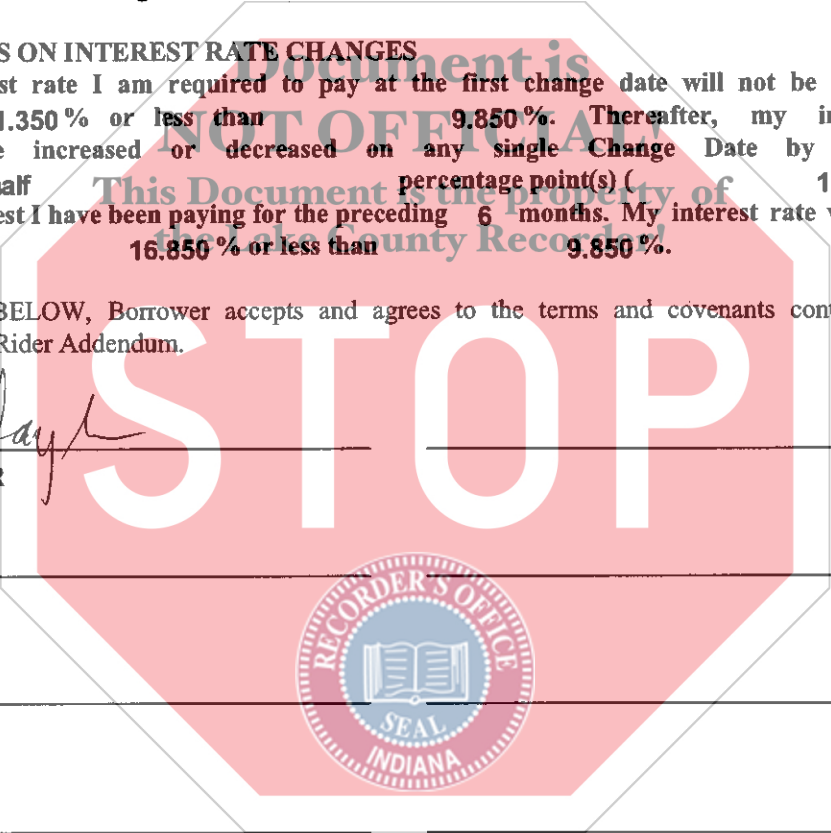 S ON INTEREST RATE CHANGES
st rate I am required to pay at the first change date will not be
1.350 % or less than 9.850 %. Thereafter, my in
e increased or decreased on any single Change Date by
alf percentage point(s) ( 1
est I have been paying for the preceding 6 months. My interest rate
16.850 % or less than 9.850 %.
BELOW, Borrower accepts and agrees to the terms and covenants con
Rider Addendum.
Document is
NOT OFFICIAL!
This Document is the property of
the Lake County Recorder!
STOP
RECORDER'S OFFICE
SEAL
INDIANA